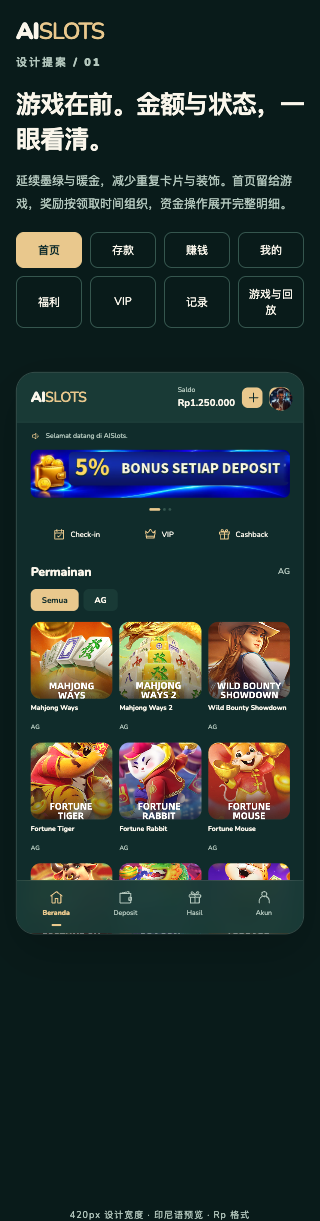 AISLOTS
设计提案 / 01
游戏在前。金额与状态，一
眼看清。
延续墨绿与暖金，减少重复卡片与装饰。首页留给游
戏，奖励按领取时间组织，资金操作展开完整明细。
首页
存款
赚钱
我的
福利
VIP
记录
游戏与回
放
AISLOTS
Saldo
Rp1.250.000
Selamat datang di AISlots.
5% BONUS SETIAP DEPOSIT
Check-in
VIP
Cashback
Permainan
AG
Semua
AG
MAHJONG
WAYS
MAHJONG
WAYS 2
WILD BOUNTY
SHOWDOWN
Mahjong Ways
Mahjong Ways 2
Wild Bounty Showdown
AG
FORTUNE
TIGER
FORTUNE
RABBIT
FORTUNE
MOUSE
Fortune Tiger
Fortune Rabbit
Fortune Mouse
AG
Beranda
Deposit
Hasil
Akun
420px 设计宽度 · 印尼语预览 · Rp 格式